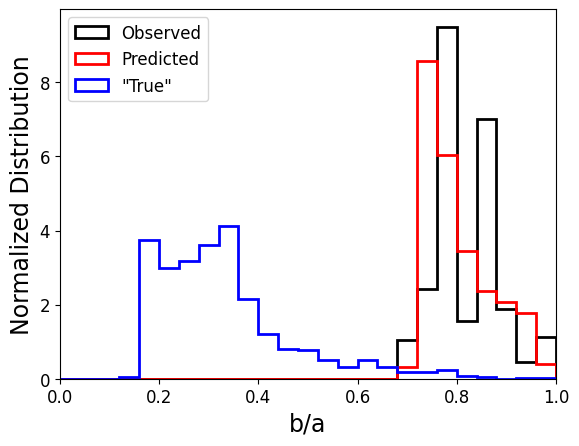 Observed
Predicted
"True"
Normalized Distribution
8
6
4
2
0
0.0 0.2 0.4 0.6 0.8 1.0
b/a